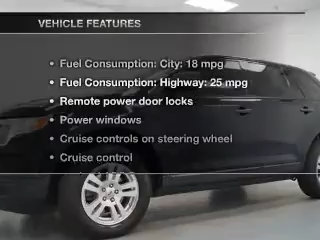 VEHICLE FEATURES
• Fuel Consumption: City: 18 mpg
• Fuel Consumption: Highway: 25 mpg
• Remote power door locks
• Power windows
• Cruise controls on steering wheel
• Cruise control